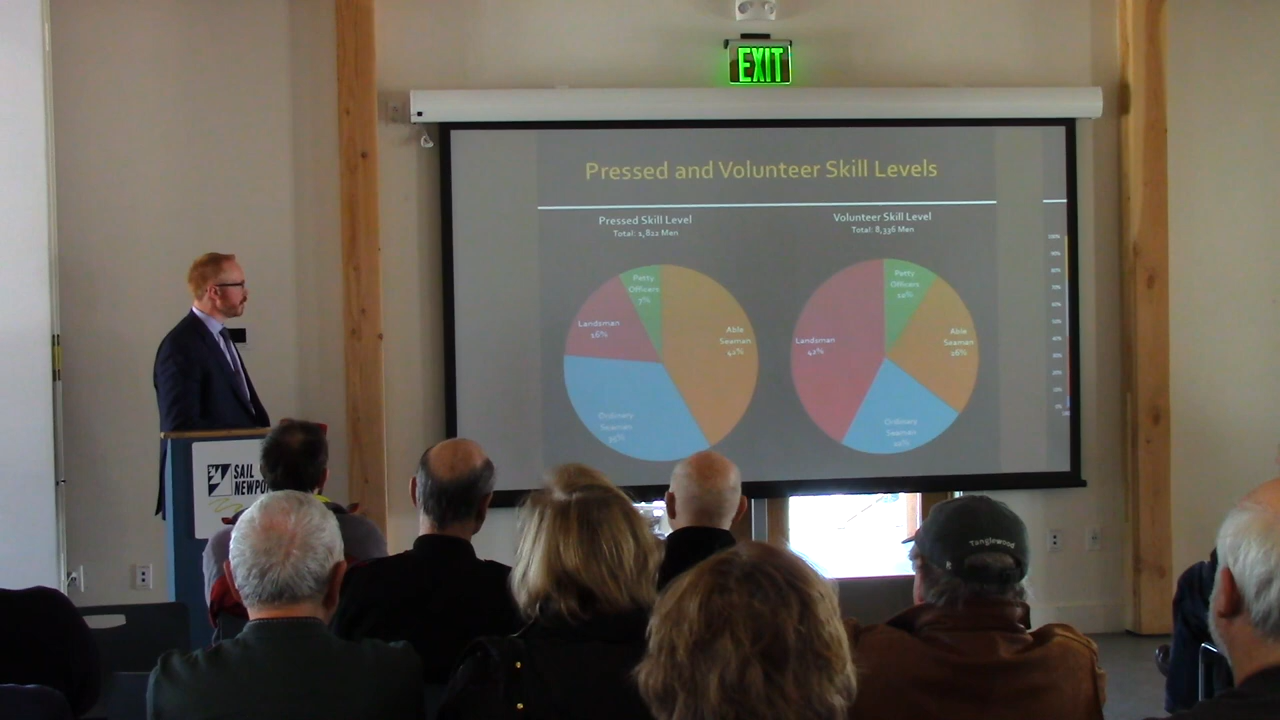 EXIT
Pressed and Volunteer Skill Levels
Pressed Skill Level
Total: 1,822 Men
Volunteer Skill Level
Total: 8,336 Men
Petty
Officers
7%
Able
Seaman
41%
Landsman
16%
Ordinary
Seaman
35%
Petty
Officers
Able
Seaman
Landsman
Ordinary
Seaman
SAIL
NEWPO
Tanglewood